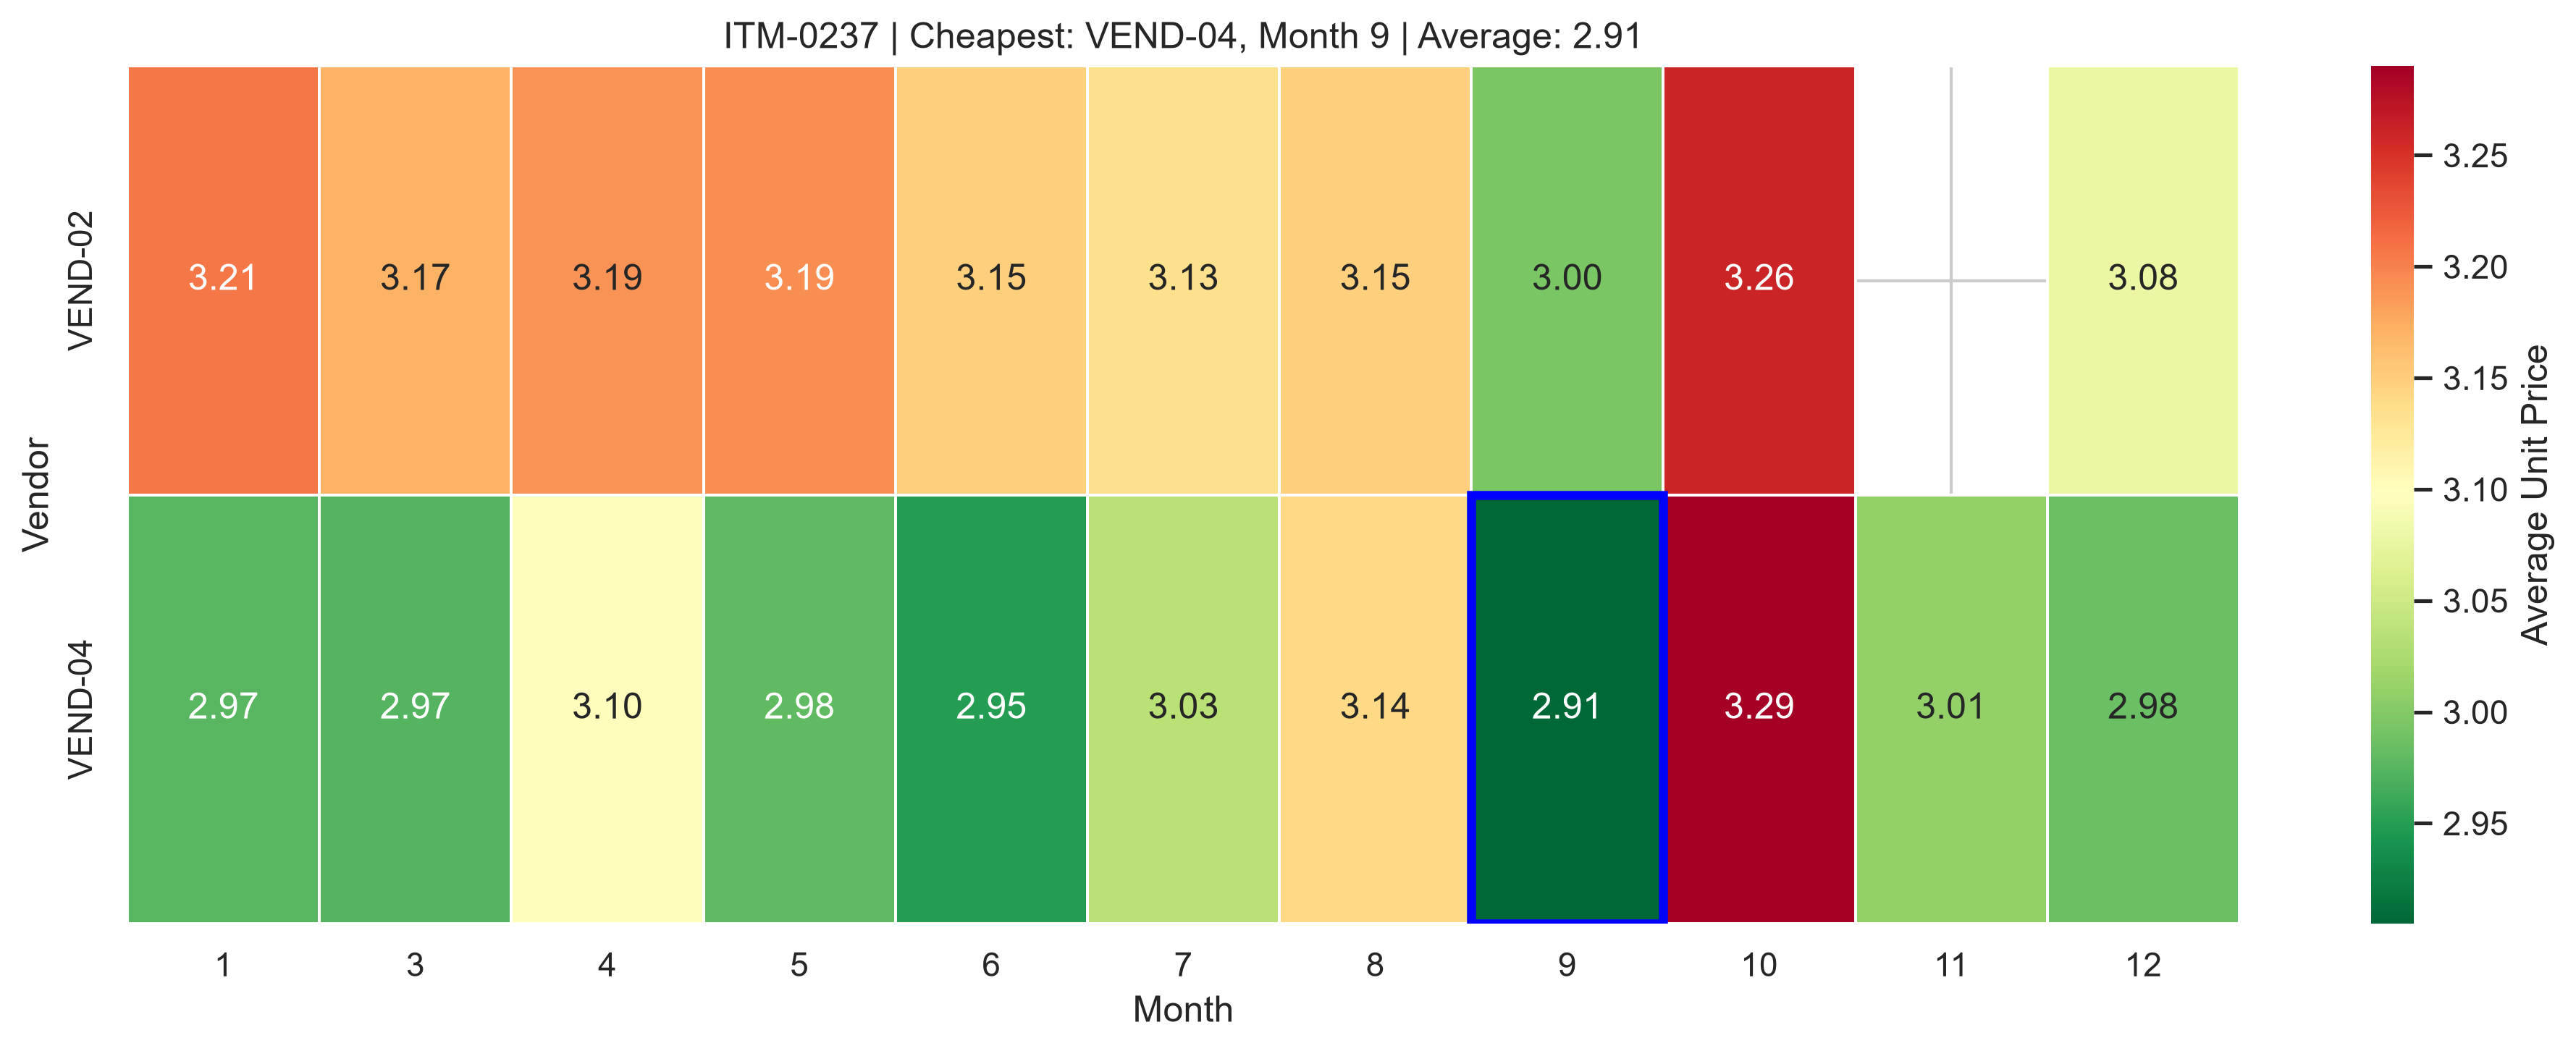 ITM-0237 | Cheapest: VEND-04, Month 9 | Average: 2.91
Vendor
VEND-02
3.21 3.17 3.19 3.19 3.15 3.13 3.15 3.00 3.26 3.08
VEND-04
2.97 2.97 3.10 2.98 2.95 3.03 3.14 2.91 3.29 3.01 2.98
1 3 4 5 6 7 8 9 10 11 12
Month
3.25
3.20
3.15
3.10
3.05
3.00
2.95
Average Unit Price